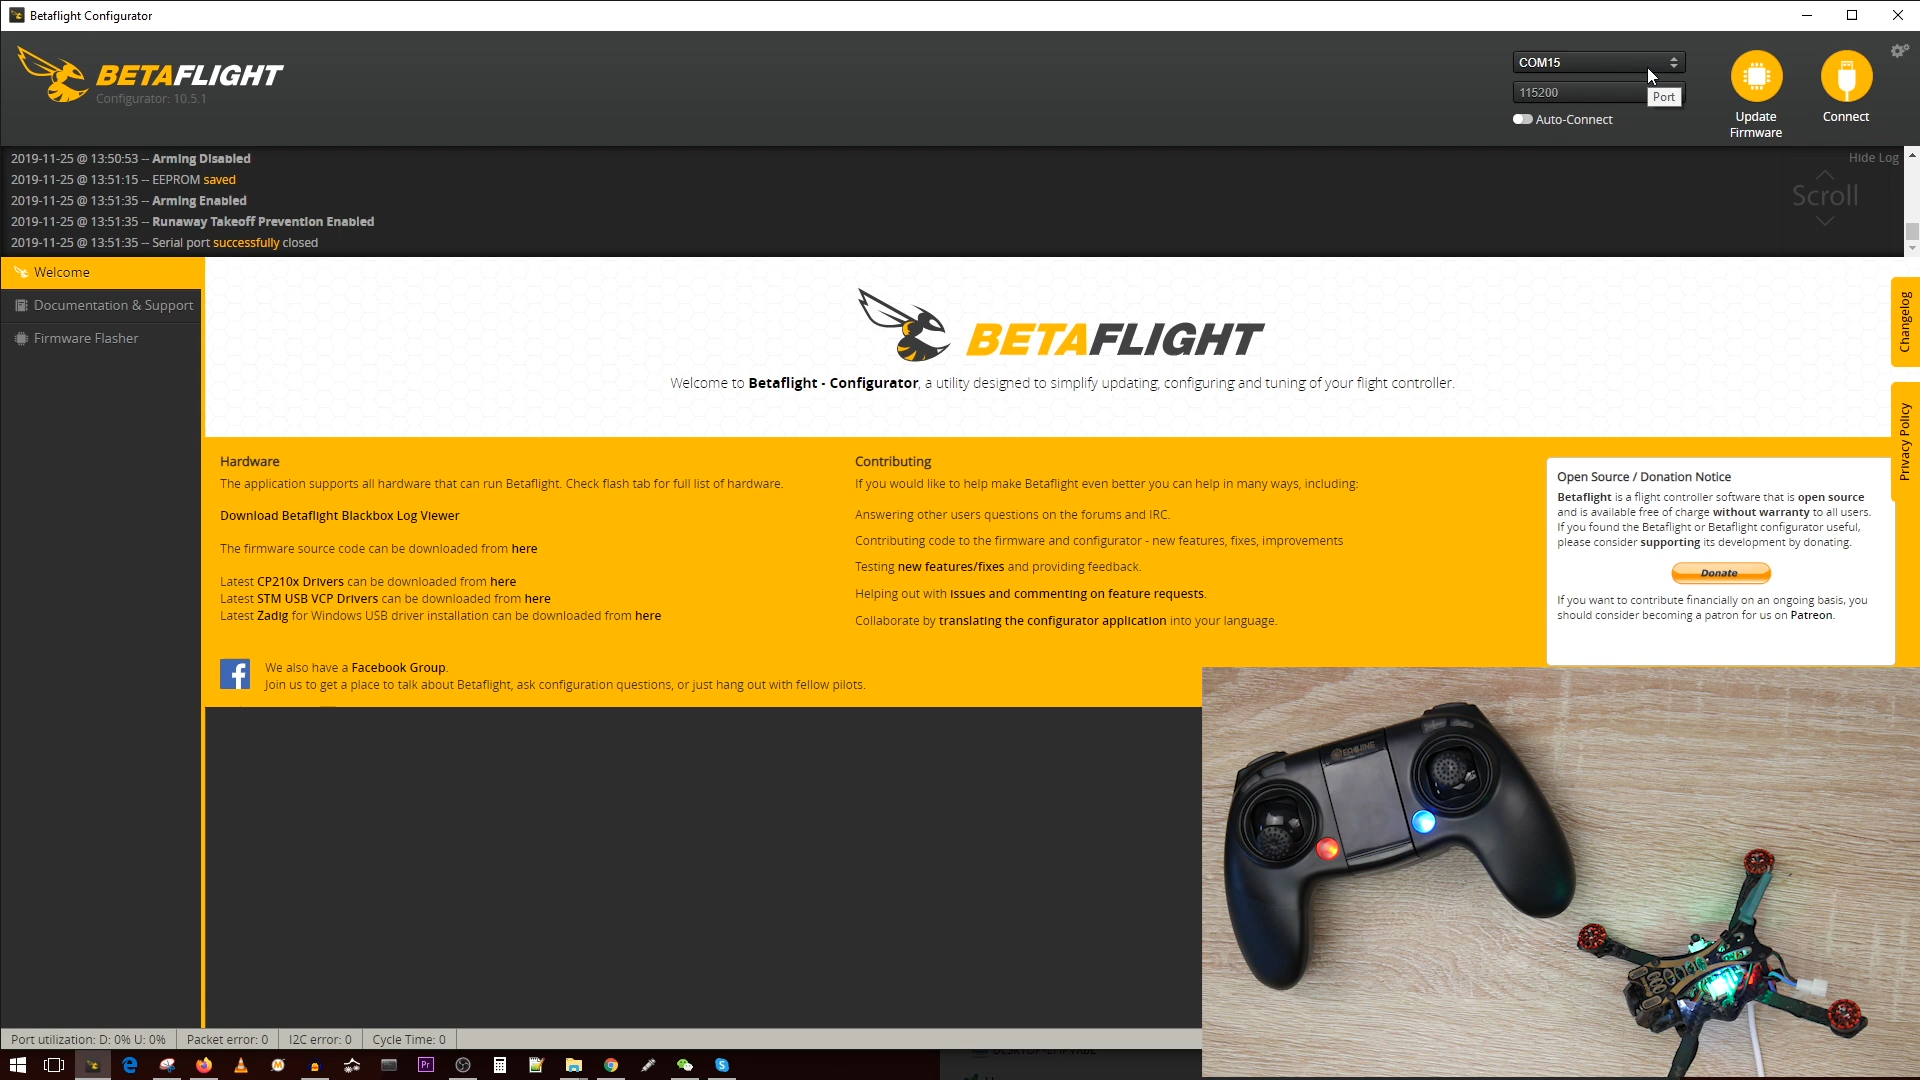 Betaflight Configurator
BETAFLIGHT
Configurator: 10.5.1
COM15
115200
Port
Auto-Connect
Update
Firmware
Connect
2019-11-25 @ 13:50:53 -- Arming Disabled
2019-11-25 @ 13:51:15 -- EEPROM saved
2019-11-25 @ 13:51:35 -- Arming Enabled
2019-11-25 @ 13:51:35 -- Runaway Takeoff Prevention Enabled
2019-11-25 @ 13:51:35 -- Serial port successfully closed
Hide Log
Scroll
Welcome
Documentation & Support
Firmware Flasher
BETAFLIGHT
Welcome to Betaflight - Configurator, a utility designed to simplify updating, configuring and tuning of your flight controller.
Changelog
Privacy Policy
Hardware
The application supports all hardware that can run Betaflight. Check flash tab for full list of hardware.
Download Betaflight Blackbox Log Viewer
The firmware source code can be downloaded from here
Latest CP210x Drivers can be downloaded from here
Latest STM USB VCP Drivers can be downloaded from here
Latest Zadig for Windows USB driver installation can be downloaded from here
We also have a Facebook Group.
Join us to get a place to talk about Betaflight, ask configuration questions, or just hang out with fellow pilots.
Contributing
If you would like to help make Betaflight even better you can help in many ways, including:
Answering other users questions on the forums and IRC.
Contributing code to the firmware and configurator - new features, fixes, improvements
Testing new features/fixes and providing feedback.
Helping out with issues and commenting on feature requests.
Collaborate by translating the configurator application into your language.
Open Source / Donation Notice
Betaflight is a flight controller software that is open source
and is available free of charge without warranty to all users.
If you found the Betaflight or Betaflight configurator useful,
please consider supporting its development by donating.
Donate
If you want to contribute financially on an ongoing basis, you
should consider becoming a patron for us on Patreon.
Port utilization: D: 0% U: 0%
Packet error: 0
I2C error: 0
Cycle Time: 0
Pr